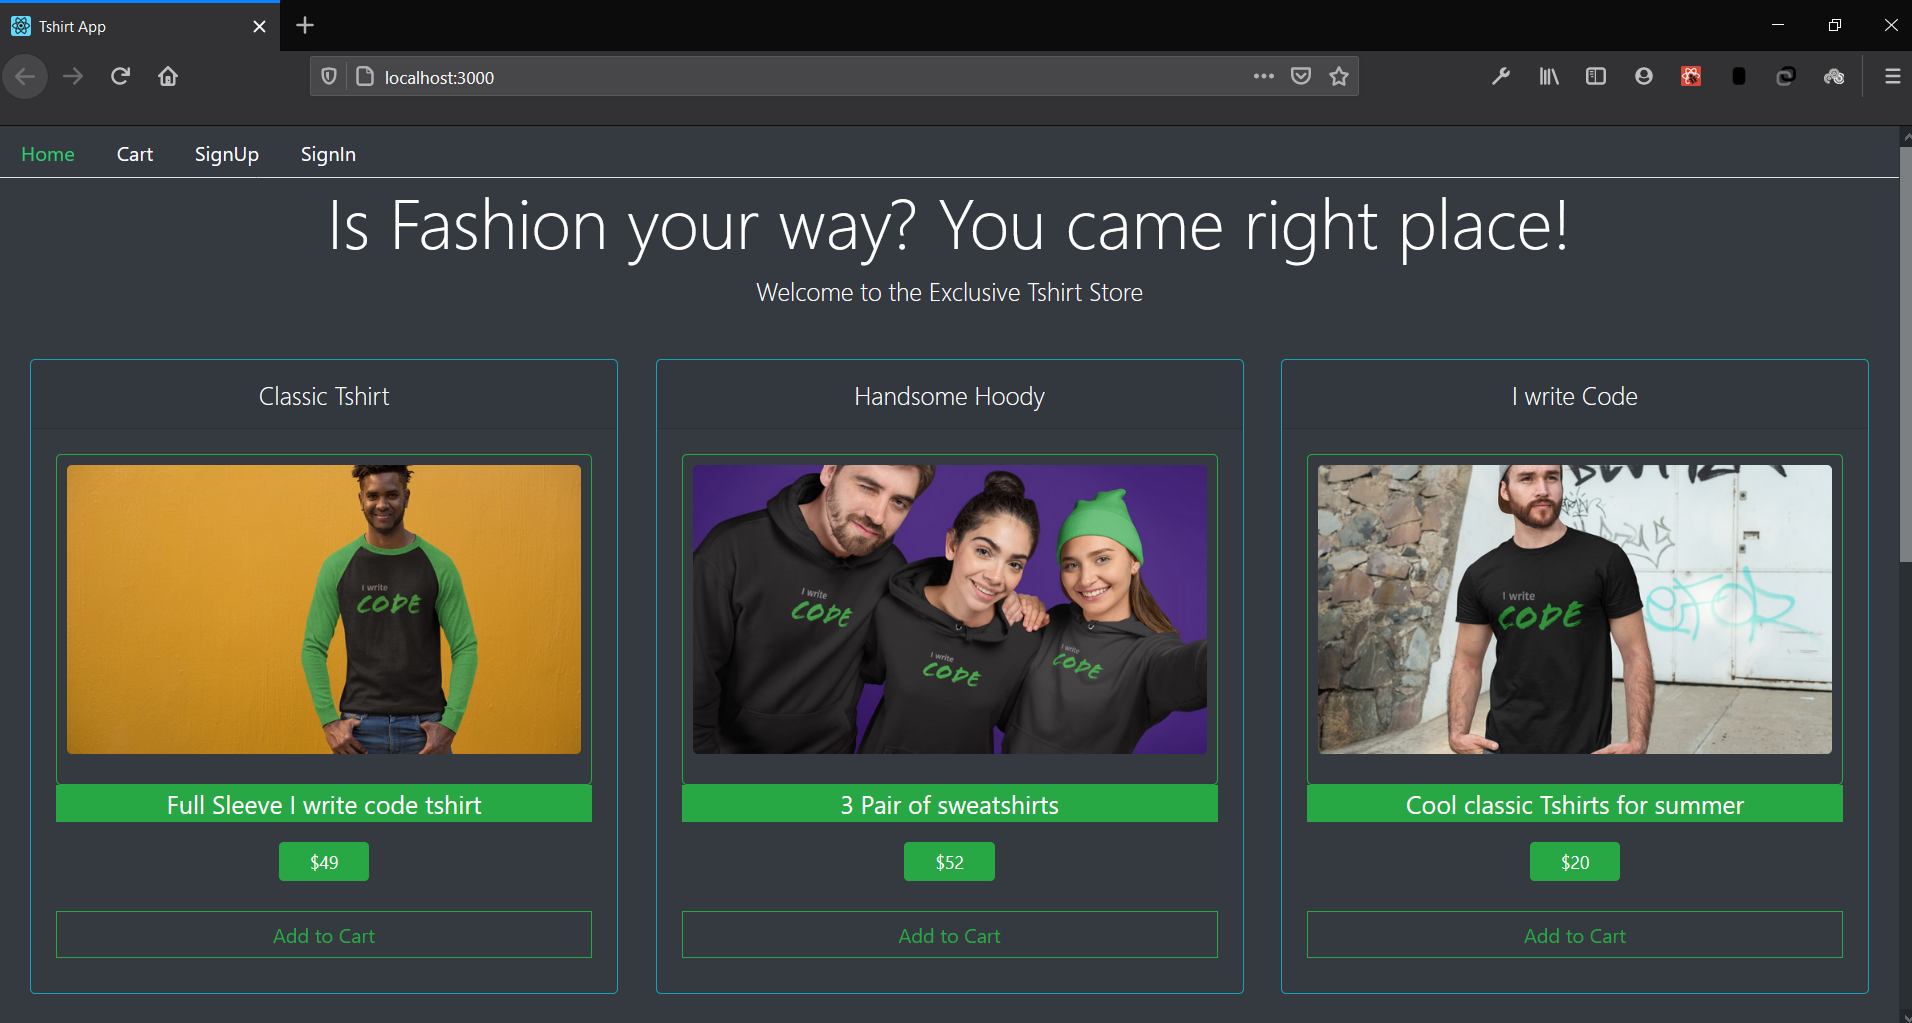 Tshirt App
localhost:3000
Home Cart SignUp SignIn
Is Fashion your way? You came right place!
Welcome to the Exclusive Tshirt Store
Classic Tshirt
I write
CODE
Full Sleeve I write code tshirt
$49
Add to Cart
Handsome Hoody
I write
CODE
I write
CODE
I write
CODE
3 Pair of sweatshirts
$52
Add to Cart
I write Code
I write
CODE
Cool classic Tshirts for summer
$20
Add to Cart